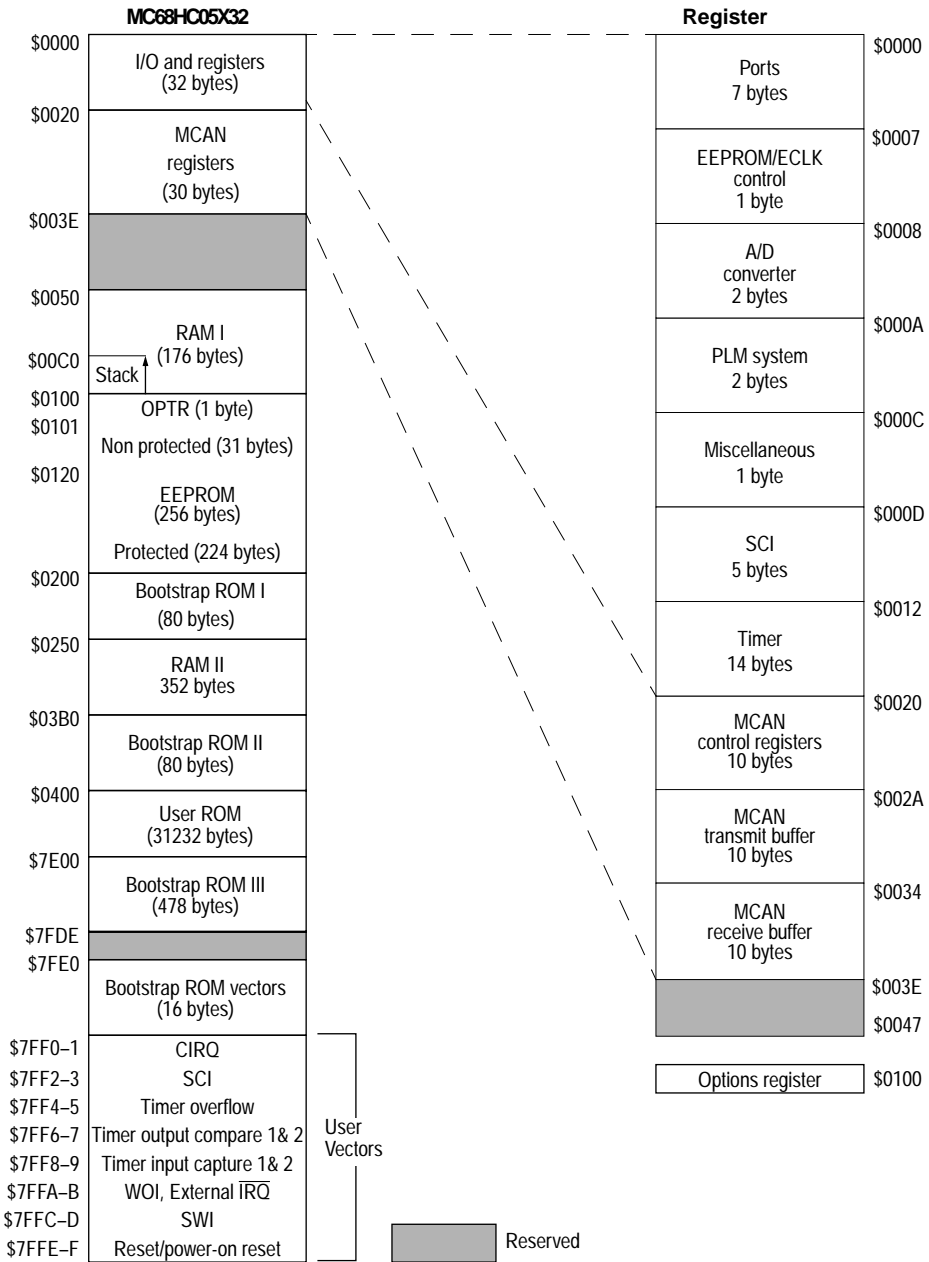 MC68HC05X32
$0000
I/O and registers
(32 bytes)
$0020
MCAN
registers
(30 bytes)
$003E
$0050
RAM I
(176 bytes)
$00C0
Stack
$0100
OPTR (1 byte)
$0101
Non protected (31 bytes)
$0120
EEPROM
(256 bytes)
Protected (224 bytes)
$0200
Bootstrap ROM I
(80 bytes)
$0250
RAM II
352 bytes
$03B0
Bootstrap ROM II
(80 bytes)
$0400
User ROM
(31232 bytes)
$7E00
Bootstrap ROM III
(478 bytes)
$7FDE
$7FE0
Bootstrap ROM vectors
(16 bytes)
$7FF0–1 CIRQ
$7FF2–3 SCI
$7FF4–5 Timer overflow
$7FF6–7 Timer output compare 1& 2
$7FF8–9 Timer input capture 1& 2
$7FFA–B WOI, External IRQ
$7FFC–D SWI
$7FFE–F Reset/power-on reset
User
Vectors
Reserved
Register
$0000
Ports
7 bytes
$0007
EEPROM/ECLK
control
1 byte
$0008
A/D
converter
2 bytes
$000A
PLM system
2 bytes
$000C
Miscellaneous
1 byte
$000D
SCI
5 bytes
$0012
Timer
14 bytes
$0020
MCAN
control registers
10 bytes
$002A
MCAN
transmit buffer
10 bytes
$0034
MCAN
receive buffer
10 bytes
$003E
$0047
Options register $0100